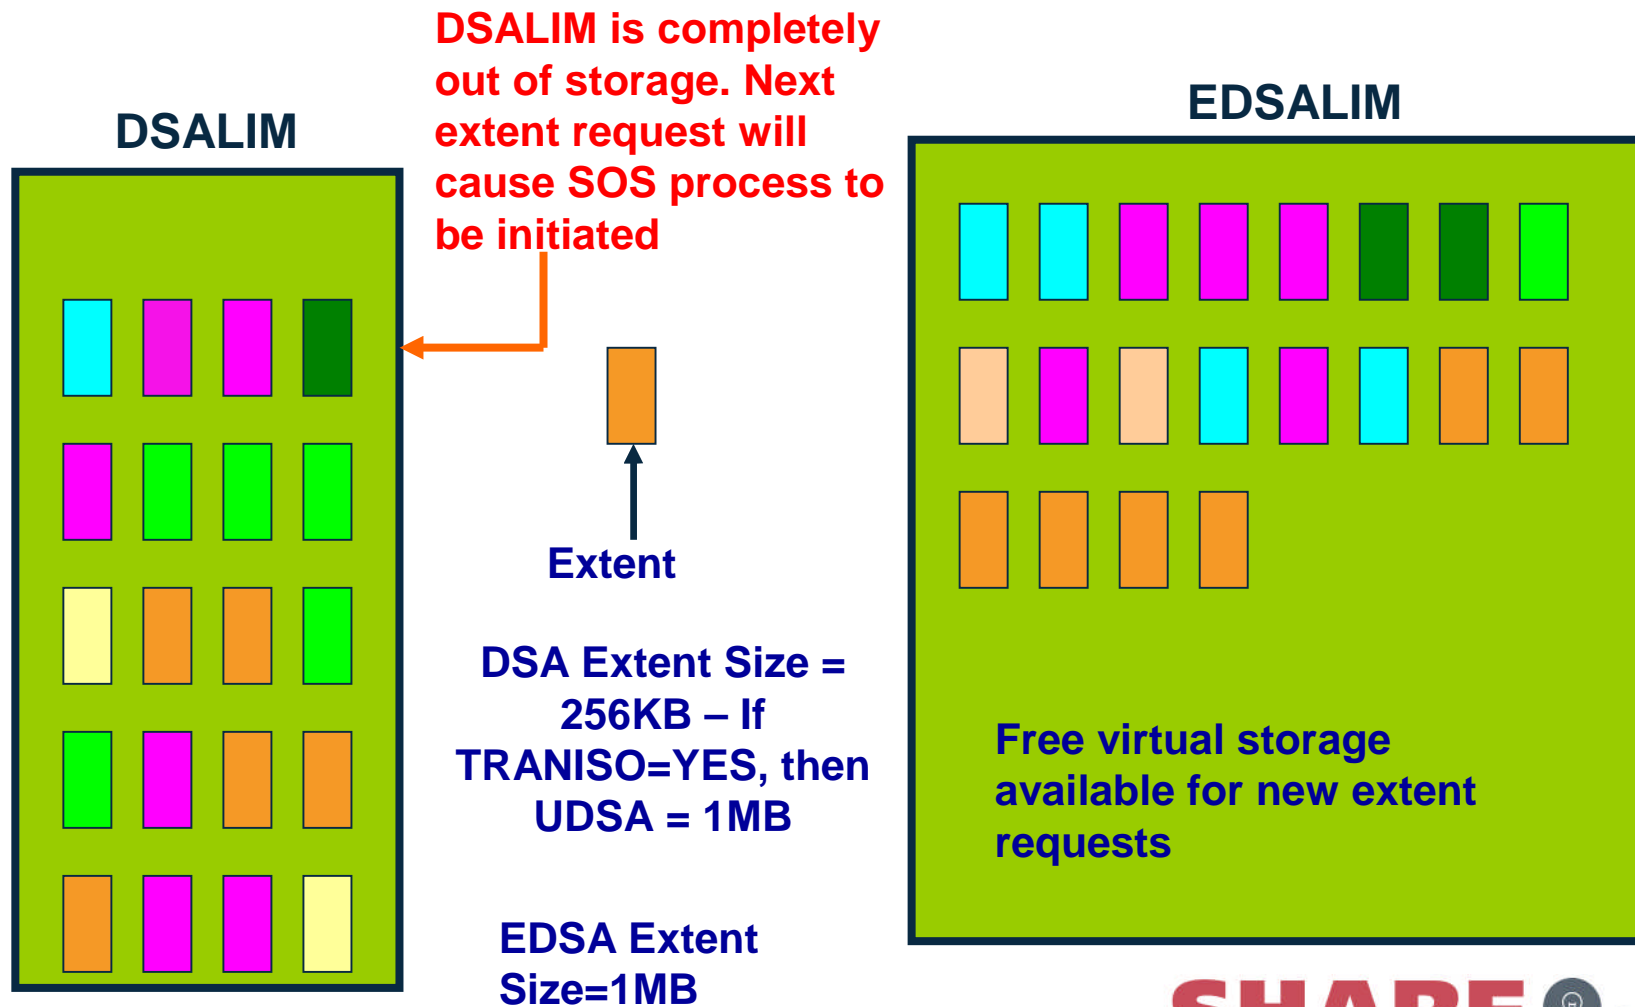 DSALIM is completely
out of storage. Next
extent request will
cause SOS process to
be initiated
DSALIM
EDSALIM
Extent
DSA Extent Size =
256KB – If
TRANISO=YES, then
UDSA = 1MB
EDSA Extent
Size=1MB
Free virtual storage
available for new extent
requests
SHARE